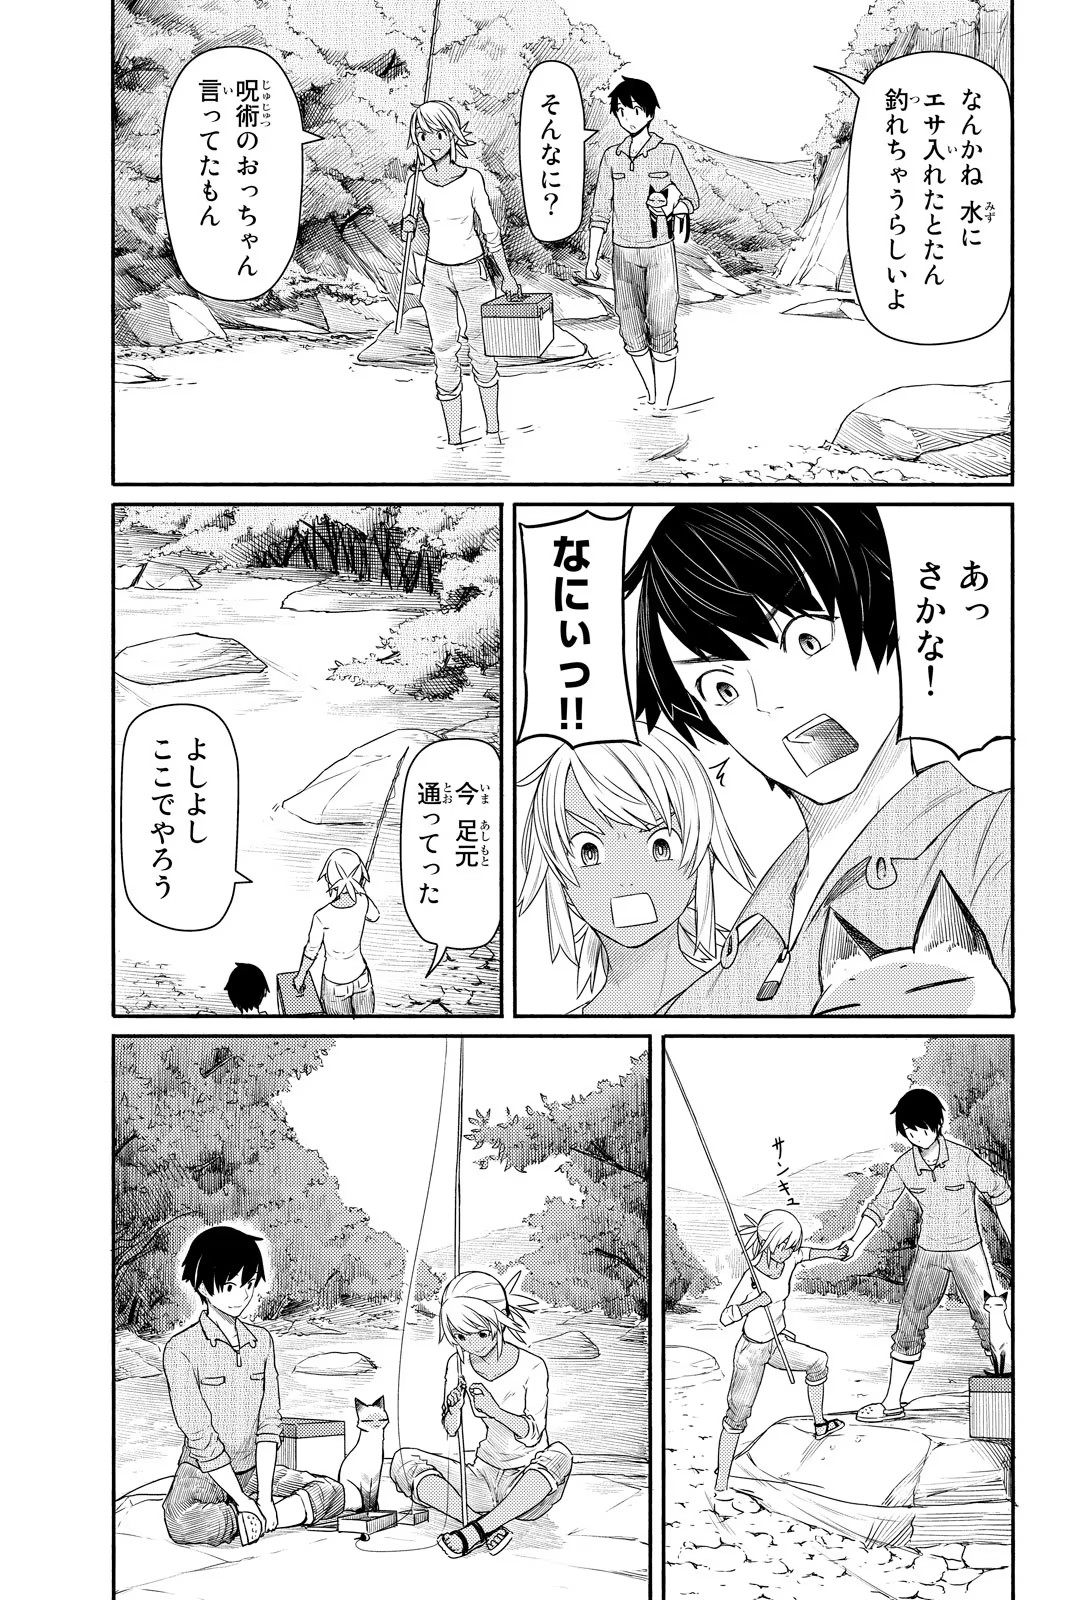 なんかね 水に
エサ入れたとたん
釣れちゃうらしいよ
そんなに?
呪術のおっちゃん
言ってたもん
あっ
さかな!
なにぃっ!!
今 足元
通ってった
よしよし
ここでやろう
サンキュ